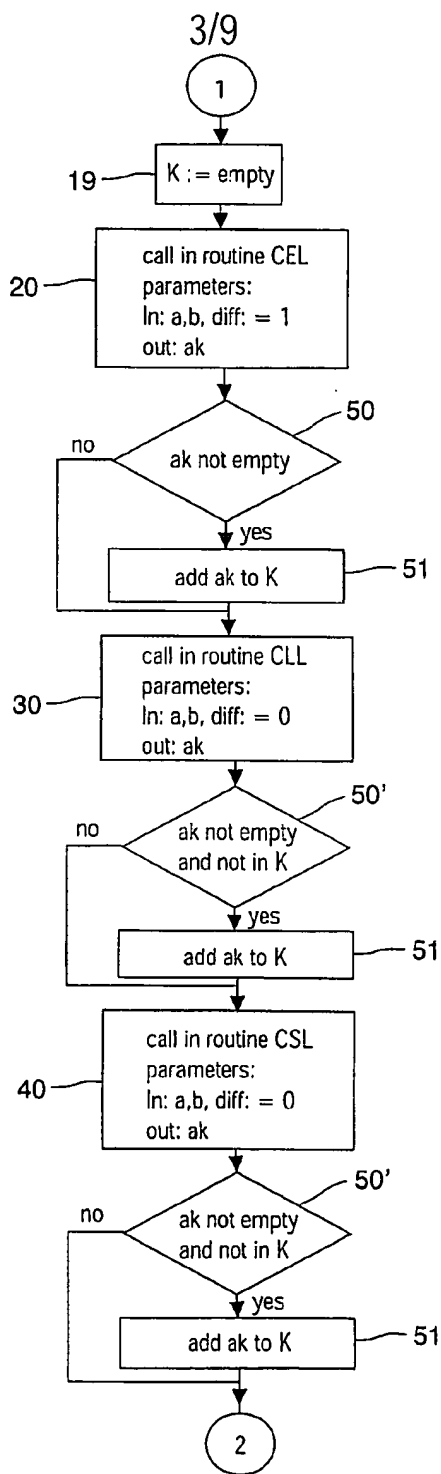 3/9
1
19
K := empty
20
call in routine CEL
parameters:
In: a,b, diff: = 1
out: ak
50
no
ak not empty
yes
add ak to K
51
30
call in routine CLL
parameters:
In: a,b, diff: = 0
out: ak
50'
no
ak not empty
and not in K
yes
add ak to K
51
40
call in routine CSL
parameters:
In: a,b, diff: = 0
out: ak
50'
no
ak not empty
and not in K
yes
add ak to K
51
2